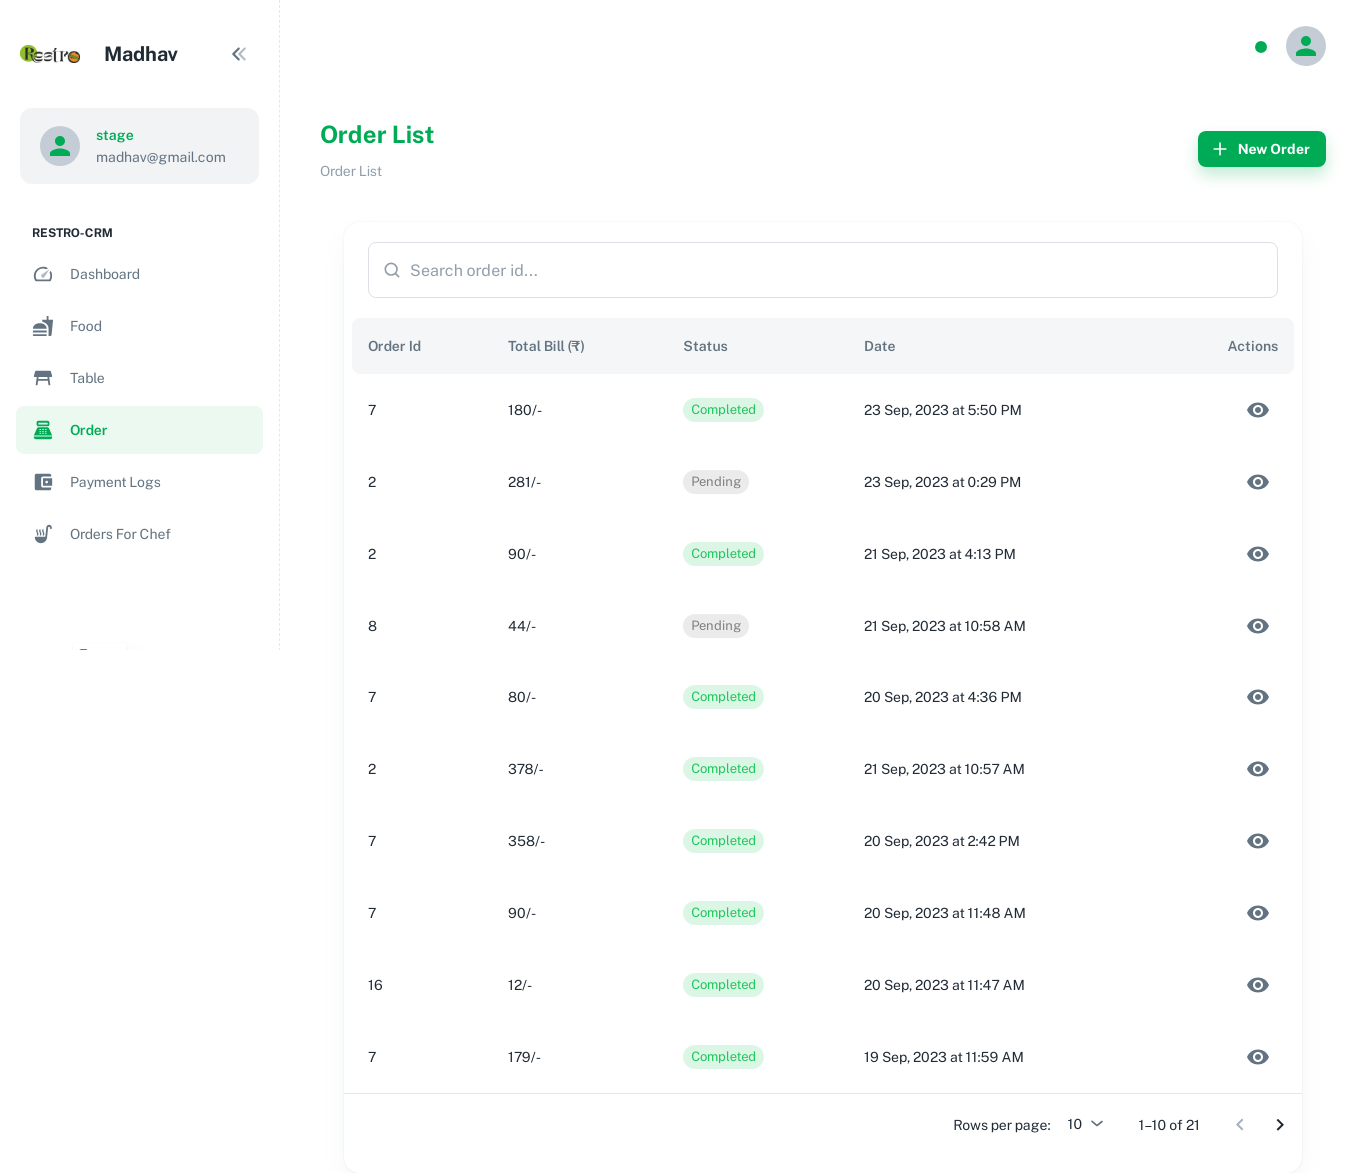 Restro
Madhav
stage
madhav@gmail.com
RESTRO-CRM
Dashboard
Food
Table
Order
Payment Logs
Orders For Chef
Order List
Order List
New Order
Search order id...
Order Id Total Bill (₹) Status Date Actions
7 180/- Completed 23 Sep, 2023 at 5:50 PM
2 281/- Pending 23 Sep, 2023 at 0:29 PM
2 90/- Completed 21 Sep, 2023 at 4:13 PM
8 44/- Pending 21 Sep, 2023 at 10:58 AM
7 80/- Completed 20 Sep, 2023 at 4:36 PM
2 378/- Completed 21 Sep, 2023 at 10:57 AM
7 358/- Completed 20 Sep, 2023 at 2:42 PM
7 90/- Completed 20 Sep, 2023 at 11:48 AM
16 12/- Completed 20 Sep, 2023 at 11:47 AM
7 179/- Completed 19 Sep, 2023 at 11:59 AM
Rows per page: 10 1–10 of 21